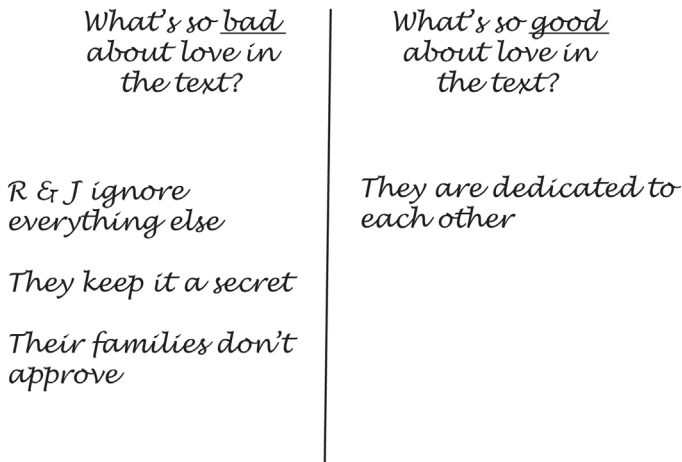 What's so bad
about love in
the text?
R & J ignore
everything else
They keep it a secret
Their families don't
approve
What's so good
about love in
the text?
They are dedicated to
each other